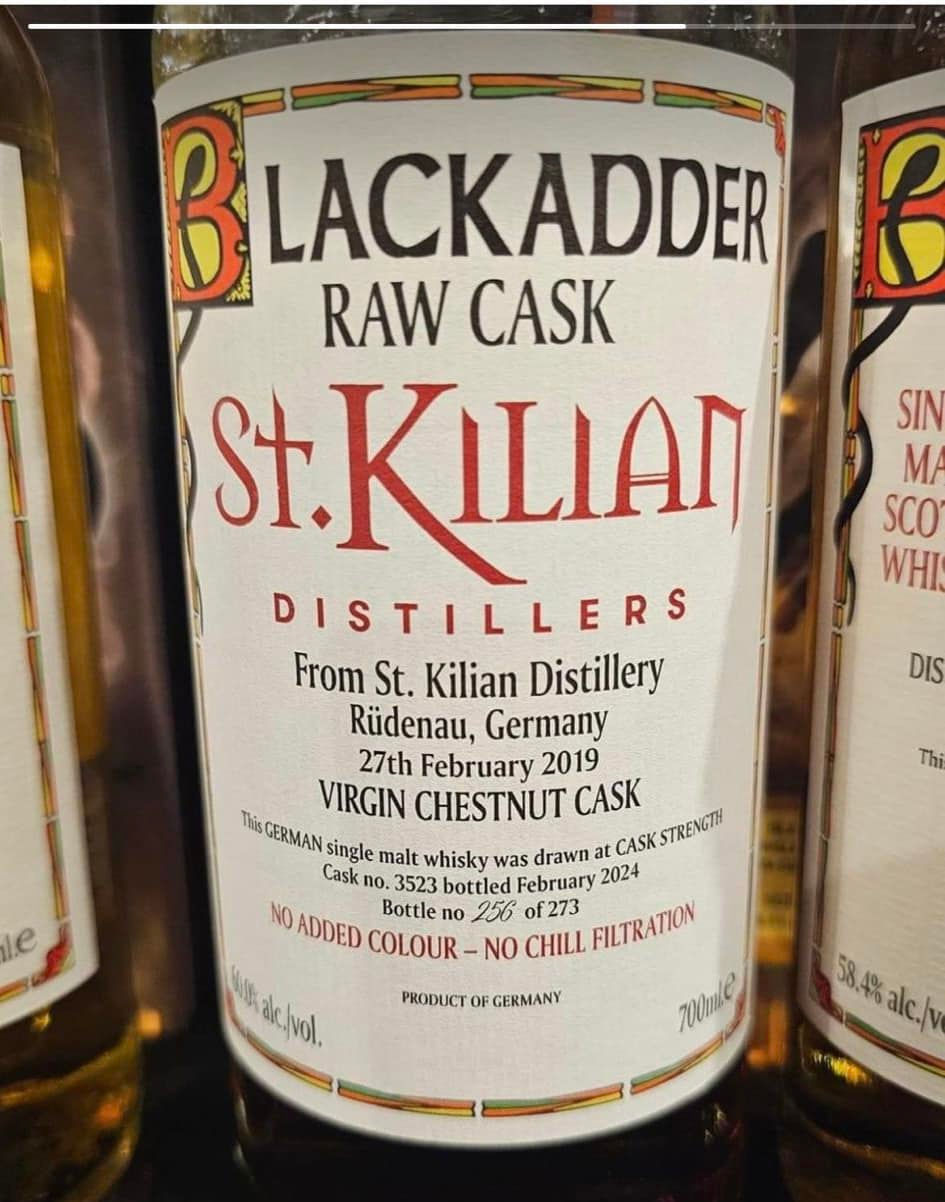 BLACKADDER
RAW CASK
St. KILIAN
DISTILLERS
From St. Kilian Distillery
Rüdenau, Germany
27th February 2019
VIRGIN CHESTNUT CASK
This GERMAN single malt whisky was drawn at CASK STRENGTH
Cask no. 3523 bottled February 2024
Bottle no 256 of 273
NO ADDED COLOUR – NO CHILL FILTRATION
PRODUCT OF GERMANY
alc./vol.
700ml.e
B
SIN
MA
SCO
WHIS
DIS
Thi
58.4% alc./v
ml.e